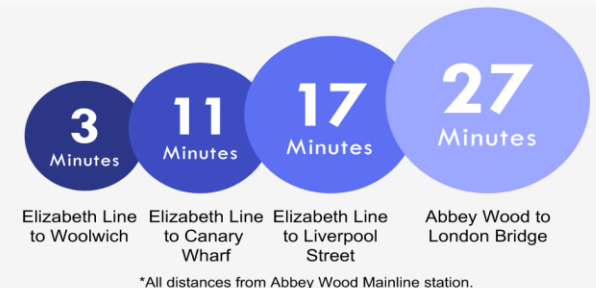 3
Minutes
11
Minutes
17
Minutes
27
Minutes
Elizabeth Line
to Woolwich
Elizabeth Line
to Canary
Wharf
Elizabeth Line
to Liverpool
Street
Abbey Wood to
London Bridge
*All distances from Abbey Wood Mainline station.